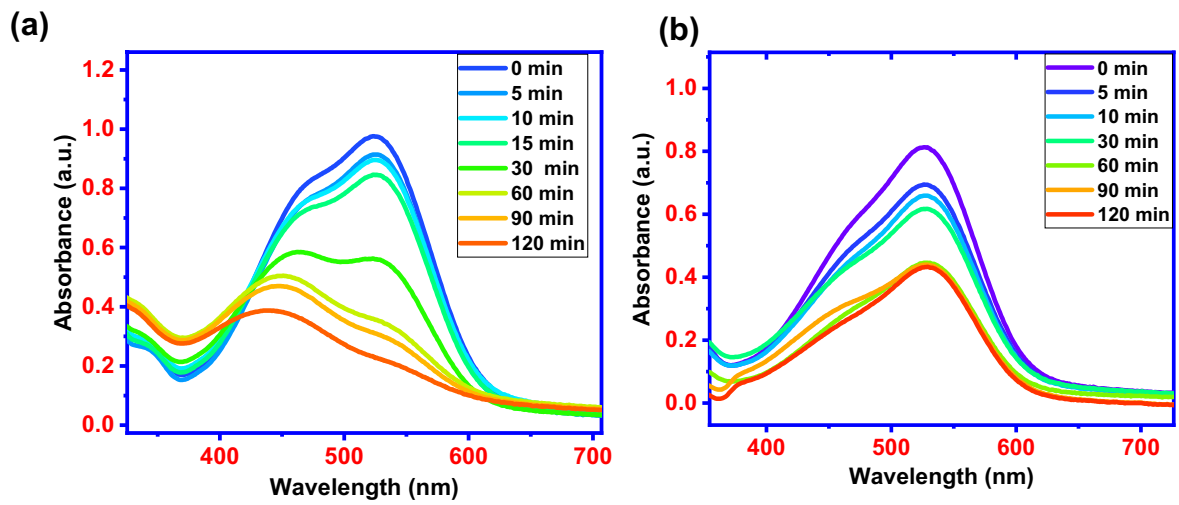 (a)
Absorbance (a.u.)
1.2
1.0
0.8
0.6
0.4
0.2
0.0
0 min
5 min
10 min
15 min
30  min
60 min
90 min
120 min
400
500
600
700
Wavelength (nm)
(b)
Absorbance (a.u.)
1.0
0.8
0.6
0.4
0.2
0.0
0 min
5 min
10 min
30 min
60 min
90 min
120 min
400
500
600
700
Wavelength (nm)